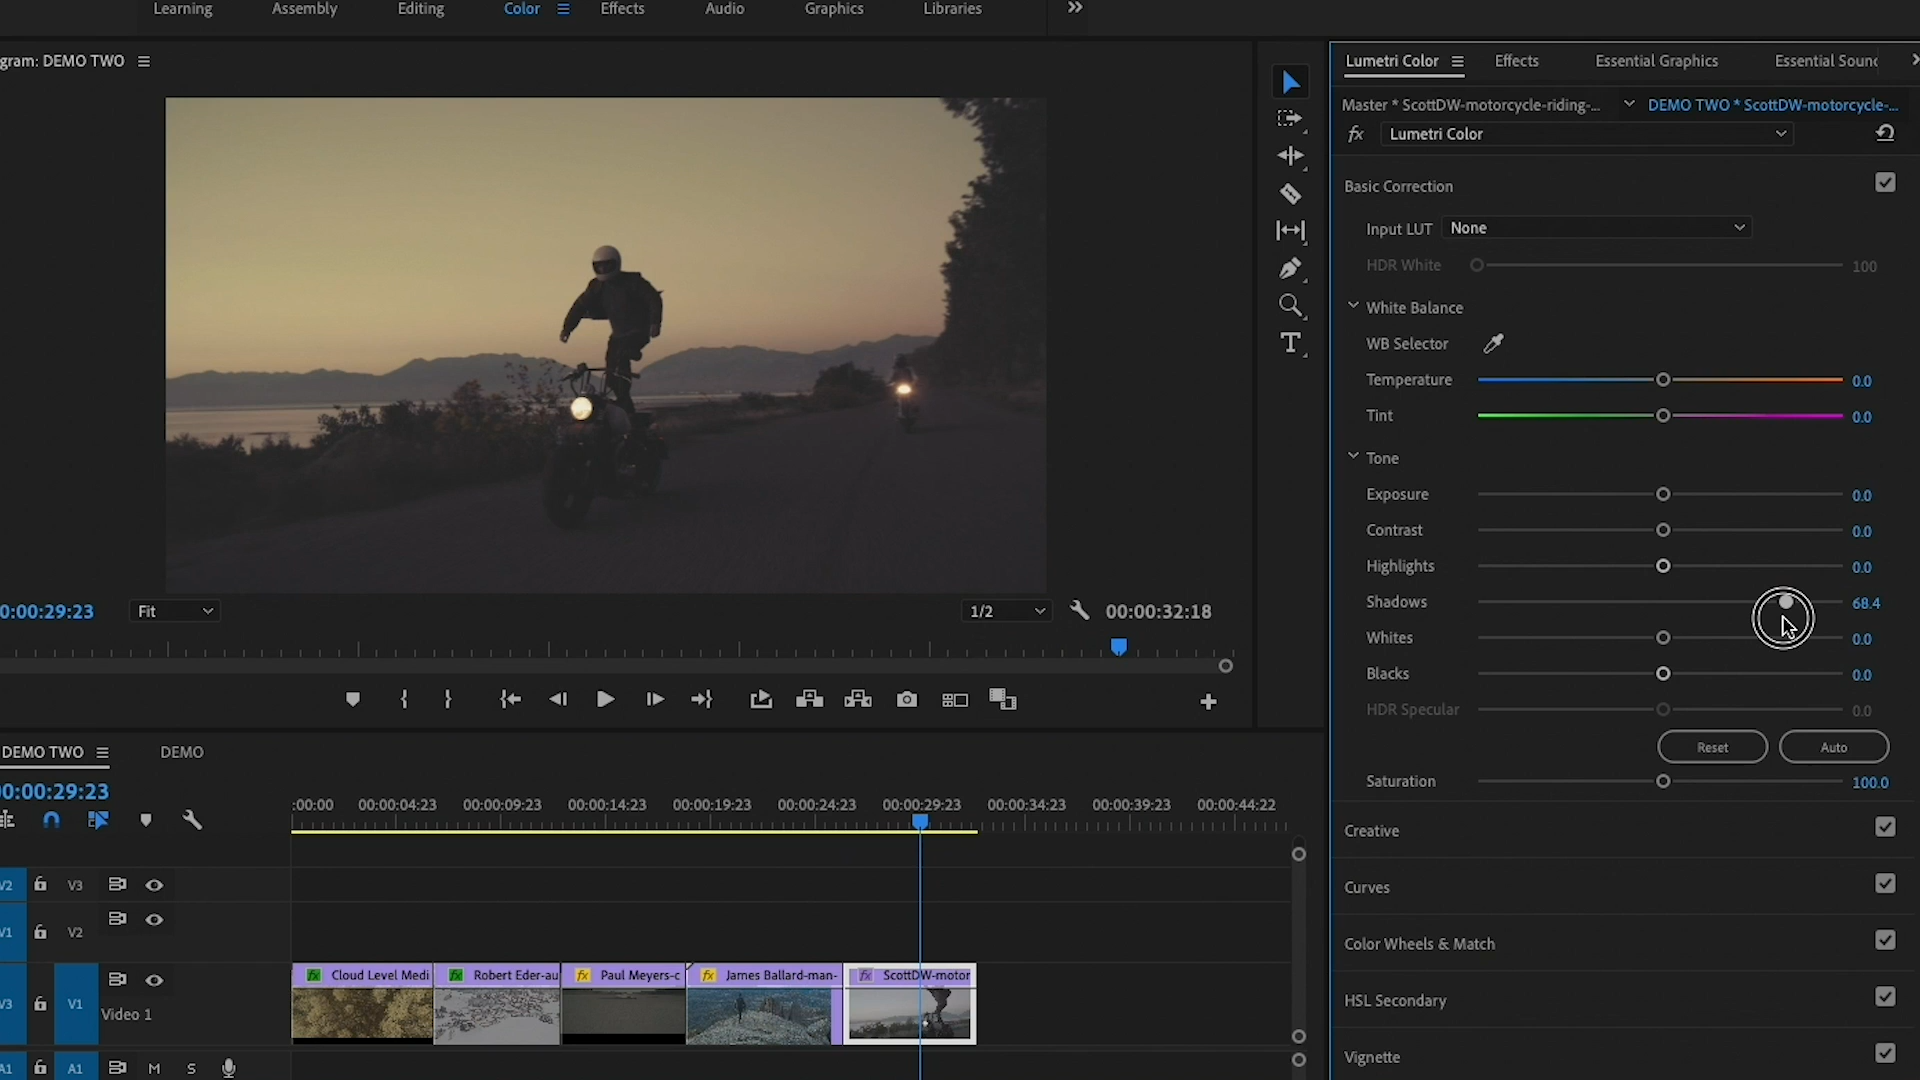 Learning Assembly Editing Color Effects Audio Graphics Libraries
gram: DEMO TWO
Lumetri Color Effects Essential Graphics Essential Sound
Master * ScottDW-motorcycle-riding-... DEMO TWO * ScottDW-motorcycle-...
fx Lumetri Color
Basic Correction
Input LUT None
HDR White 100
White Balance
WB Selector
Temperature 0.0
Tint 0.0
Tone
Exposure 0.0
Contrast 0.0
Highlights 0.0
Shadows 68.4
Whites 0.0
Blacks 0.0
HDR Specular 0.0
Reset Auto
Saturation 100.0
Creative
Curves
Color Wheels & Match
HSL Secondary
Vignette
0:00:29:23 Fit 1/2 00:00:32:18
DEMO TWO DEMO
0:00:29:23
:00:00 00:00:04:23 00:00:09:23 00:00:14:23 00:00:19:23 00:00:24:23 00:00:29:23 00:00:34:23 00:00:39:23 00:00:44:22
V2 V3
V1 V2
fx Cloud Level Medi fx Robert Eder-au fx Paul Meyers-c fx James Ballard-man- fx ScottDW-motor
V3 V1 Video 1
A1 A1 M S